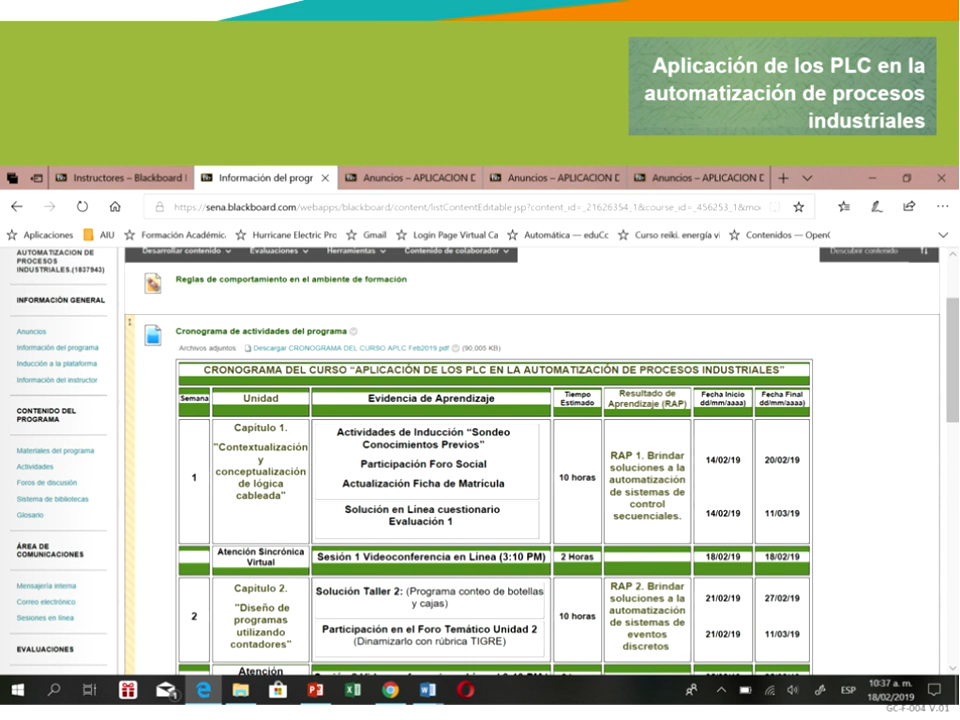 Aplicación de los PLC en la
automatización de procesos
industriales
Instructores – Blackboard
Información del progr
Anuncios – APLICACION D
Anuncios – APLICACION D
Anuncios – APLICACION D
https://sena.blackboard.com/webapps/blackboard/content/listContentEditable.jsp?content_id=_21626354_1&course_id=_456253_1&mo
Aplicaciones
AIU
Formación Académic
Hurricane Electric Pro
Gmail
Login Page Virtual Ca
Automática — eduCc
Curso reiki. energía vi
Contenidos — Open
AUTOMATIZACION DE
PROCESOS
INDUSTRIALES.(1837943)
INFORMACIÓN GENERAL
Anuncios
Información del programa
Inducción a la plataforma
Información del instructor
CONTENIDO DEL
PROGRAMA
Materiales del programa
Actividades
Foros de discusión
Sistema de bibliotecas
Glosario
ÁREA DE
COMUNICACIONES
Mensajería interna
Correo electrónico
Sesiones en línea
EVALUACIONES
Desarrollar contenido
Evaluaciones
Herramientas
Contenido de colaborador
Descubrir contenido
Reglas de comportamiento en el ambiente de formación
Cronograma de actividades del programa
Archivos adjuntos
Descargar CRONOGRAMA DEL CURSO APLC Feb2019.pdf
(90,005 KB)
CRONOGRAMA DEL CURSO “APLICACIÓN DE LOS PLC EN LA AUTOMATIZACIÓN DE PROCESOS INDUSTRIALES”
Semana
Unidad
Evidencia de Aprendizaje
Tiempo
Estimado
Resultado de
Aprendizaje (RAP)
Fecha Inicio
dd/mm/aaaa)
Fecha Final
dd/mm/aaaa)
1
Capitulo 1.
"Contextualización
y
conceptualización
de lógica
cableada"
Actividades de Inducción “Sondeo
Conocimientos Previos”
Participación Foro Social
Actualización Ficha de Matrícula
Solución en Línea cuestionario
Evaluación 1
10 horas
RAP 1. Brindar
soluciones a la
automatización
de sistemas de
control
secuenciales.
14/02/19
20/02/19
14/02/19
11/03/19
Atención Sincrónica
Virtual
Sesión 1 Videoconferencia en Línea (3:10 PM)
2 Horas
18/02/19
18/02/19
2
Capitulo 2.
"Diseño de
programas
utilizando
contadores"
Solución Taller 2: (Programa conteo de botellas
y cajas)
Participación en el Foro Temático Unidad 2
(Dinamizarlo con rúbrica TIGRE)
10 horas
RAP 2. Brindar
soluciones a la
automatización
de sistemas de
eventos
discretos
21/02/19
27/02/19
21/02/19
11/03/19
Atención
ESP
10:37 a. m.
18/02/2019
GC-F-004 V.01